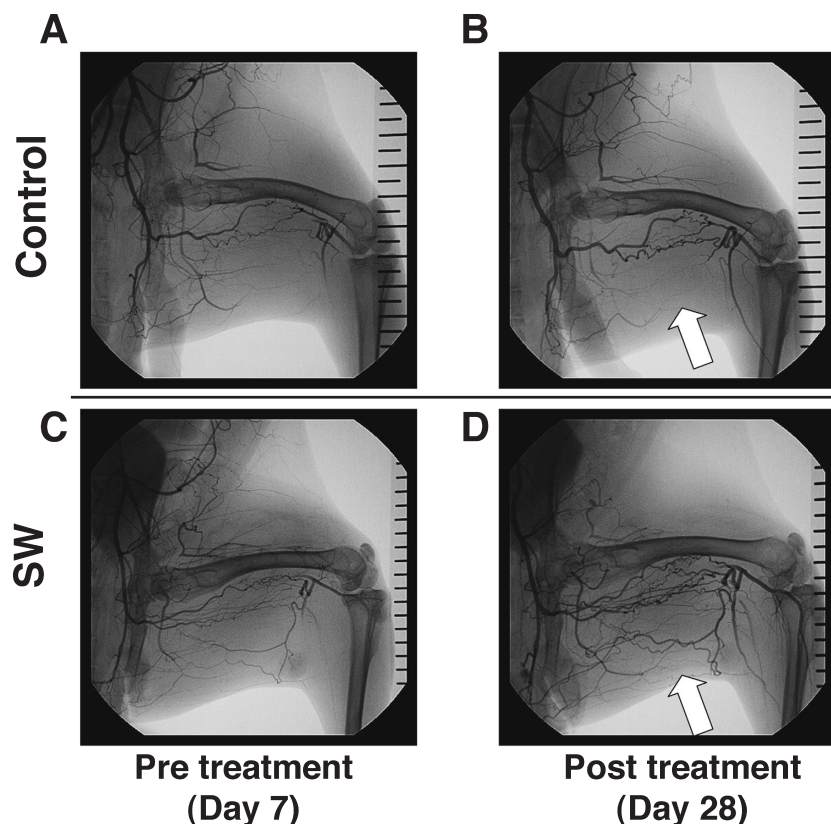 A
B
Control
C
D
SW
Pre treatment
(Day 7)
Post treatment
(Day 28)